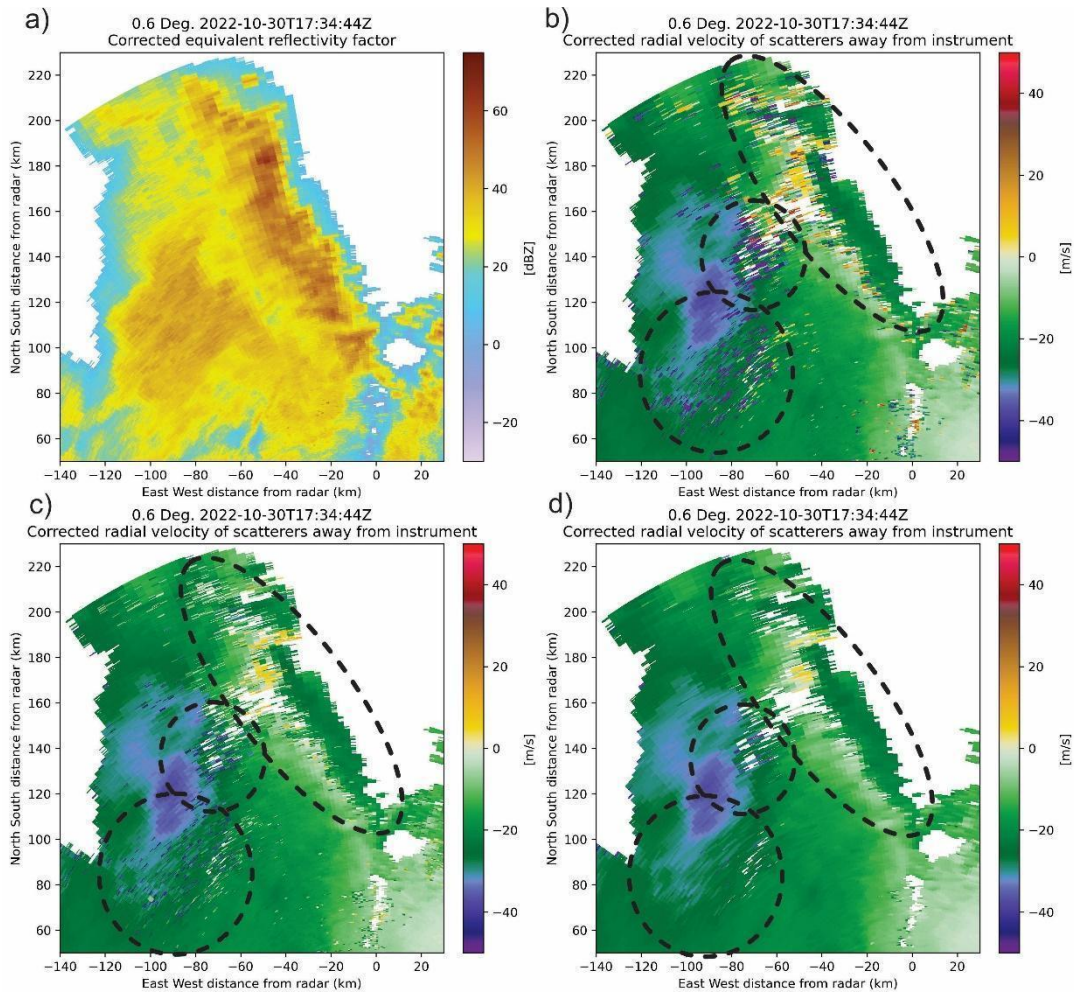 a)
0.6 Deg. 2022-10-30T17:34:44Z
Corrected equivalent reflectivity factor
220
200
180
160
140
120
100
80
60
North South distance from radar (km)
−140 −120 −100 −80 −60 −40 −20 0 20
East West distance from radar (km)
60
40
20
0
−20
[dBZ]
b)
0.6 Deg. 2022-10-30T17:34:44Z
Corrected radial velocity of scatterers away from instrument
220
200
180
160
140
120
100
80
60
North South distance from radar (km)
−140 −120 −100 −80 −60 −40 −20 0 20
East West distance from radar (km)
40
20
0
−20
−40
[m/s]
c)
0.6 Deg. 2022-10-30T17:34:44Z
Corrected radial velocity of scatterers away from instrument
220
200
180
160
140
120
100
80
60
North South distance from radar (km)
−140 −120 −100 −80 −60 −40 −20 0 20
East West distance from radar (km)
40
20
0
−20
−40
[m/s]
d)
0.6 Deg. 2022-10-30T17:34:44Z
Corrected radial velocity of scatterers away from instrument
220
200
180
160
140
120
100
80
60
North South distance from radar (km)
−140 −120 −100 −80 −60 −40 −20 0 20
East West distance from radar (km)
40
20
0
−20
−40
[m/s]